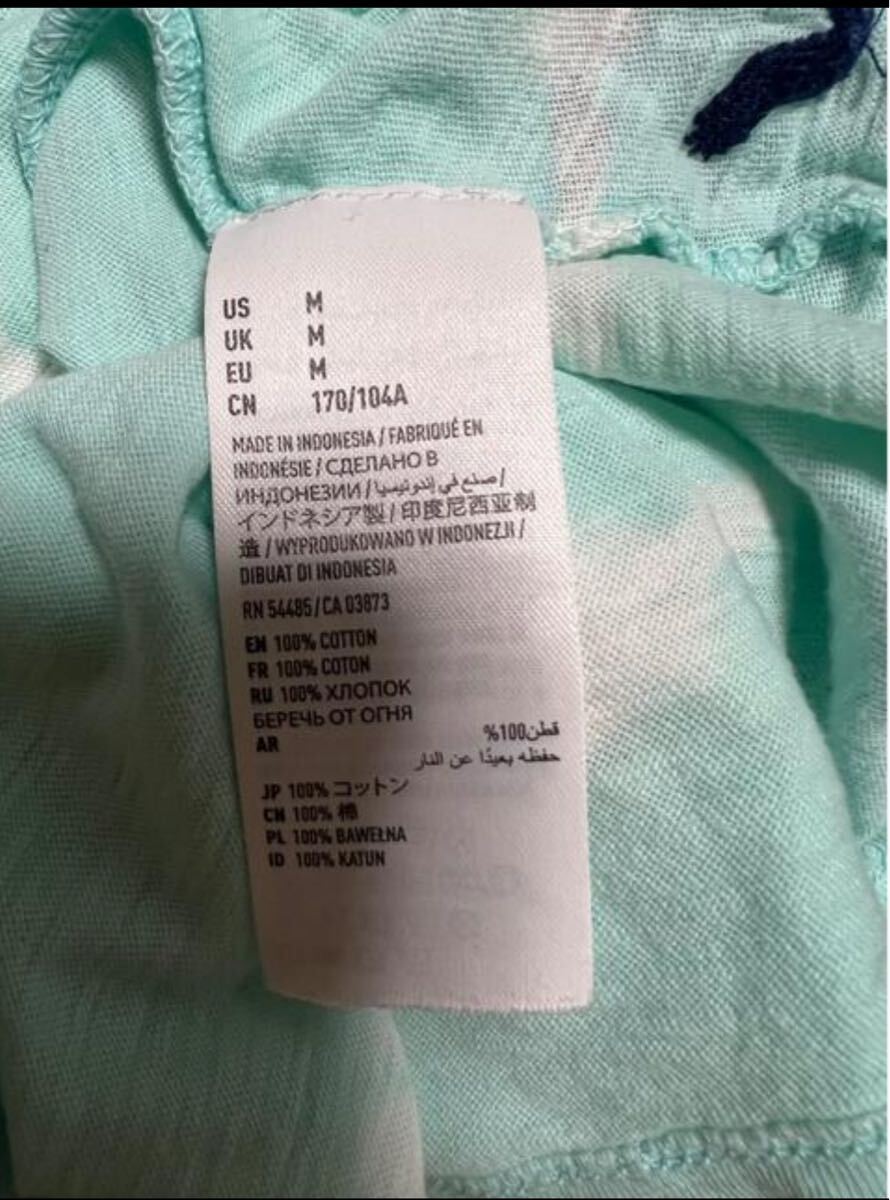 US M
UK M
EU M
CN 170/104A
MADE IN INDONESIA / FABRIQUÉ EN
INDONÉSIE / СДЕЛАНО В
ИНДОНЕЗИИ / صنع في إندونيسيا /
インドネシア製 / 印度尼西亚制
造 / WYPRODUKOWANO W INDONEZJI /
DIBUAT DI INDONESIA
RN 54485 / CA 03873
EN 100% COTTON
FR 100% COTON
RU 100% ХЛОПОК
БЕРЕЧЬ ОТ ОГНЯ
AR قطن100%
حفظه بعيدًا عن النار
JP 100% コットン
CN 100% 棉
PL 100% BAWEŁNA
ID 100% KATUN